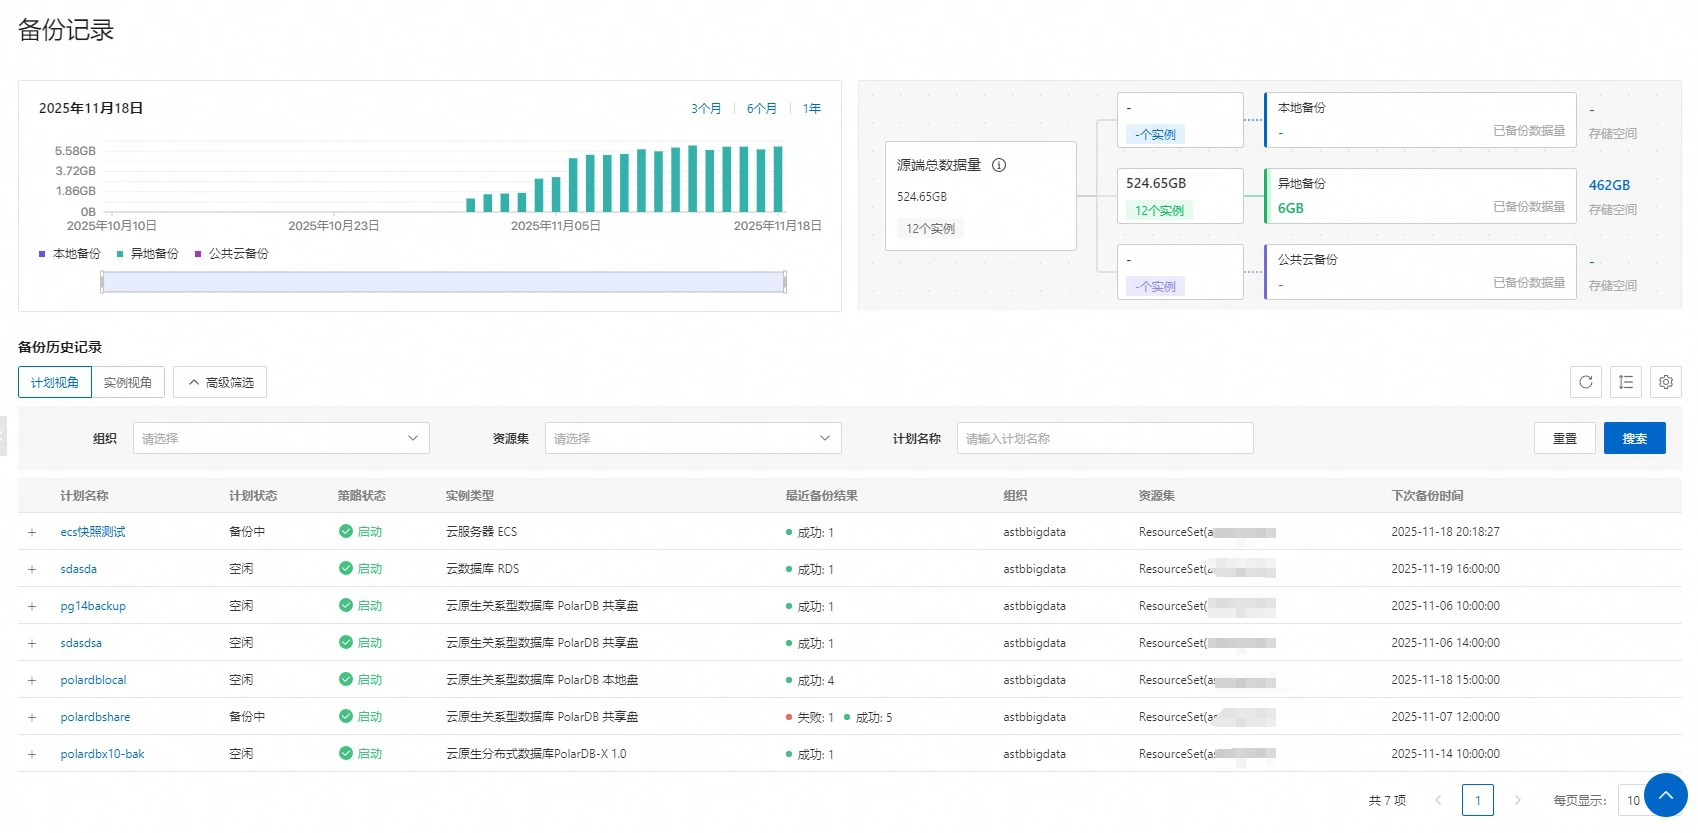 备份记录
2025年11月18日
3个月 6个月 1年
5.58GB
3.72GB
1.86GB
0B
2025年10月10日 2025年10月23日 2025年11月05日 2025年11月18日
本地备份 异地备份 公共云备份
源端总数据量
524.65GB
12个实例
-
-个实例
本地备份
-
已备份数据量
-
存储空间
524.65GB
12个实例
异地备份
6GB
已备份数据量
462GB
存储空间
-
-个实例
公共云备份
-
已备份数据量
-
存储空间
备份历史记录
计划视角 实例视角 高级筛选
组织 请选择 资源集 请选择 计划名称 请输入计划名称 重置 搜索
计划名称 计划状态 策略状态 实例类型 最近备份结果 组织 资源集 下次备份时间
+ ecs快照测试 备份中 启动 云服务器 ECS 成功: 1 astbbigdata ResourceSet(a 2025-11-18 20:18:27
+ sdasda 空闲 启动 云数据库 RDS 成功: 1 astbbigdata ResourceSet( 2025-11-19 16:00:00
+ pg14backup 空闲 启动 云原生关系型数据库 PolarDB 共享盘 成功: 1 astbbigdata ResourceSet( 2025-11-06 10:00:00
+ sdasdsa 空闲 启动 云原生关系型数据库 PolarDB 共享盘 成功: 1 astbbigdata ResourceSet( 2025-11-06 14:00:00
+ polardblocal 空闲 启动 云原生关系型数据库 PolarDB 本地盘 成功: 4 astbbigdata ResourceSet(a 2025-11-18 15:00:00
+ polardbshare 备份中 启动 云原生关系型数据库 PolarDB 共享盘 失败: 1 成功: 5 astbbigdata ResourceSet(a 2025-11-07 12:00:00
+ polardbx10-bak 空闲 启动 云原生分布式数据库PolarDB-X 1.0 成功: 1 astbbigdata ResourceSet(a 2025-11-14 10:00:00
共 7 项 1 每页显示: 10